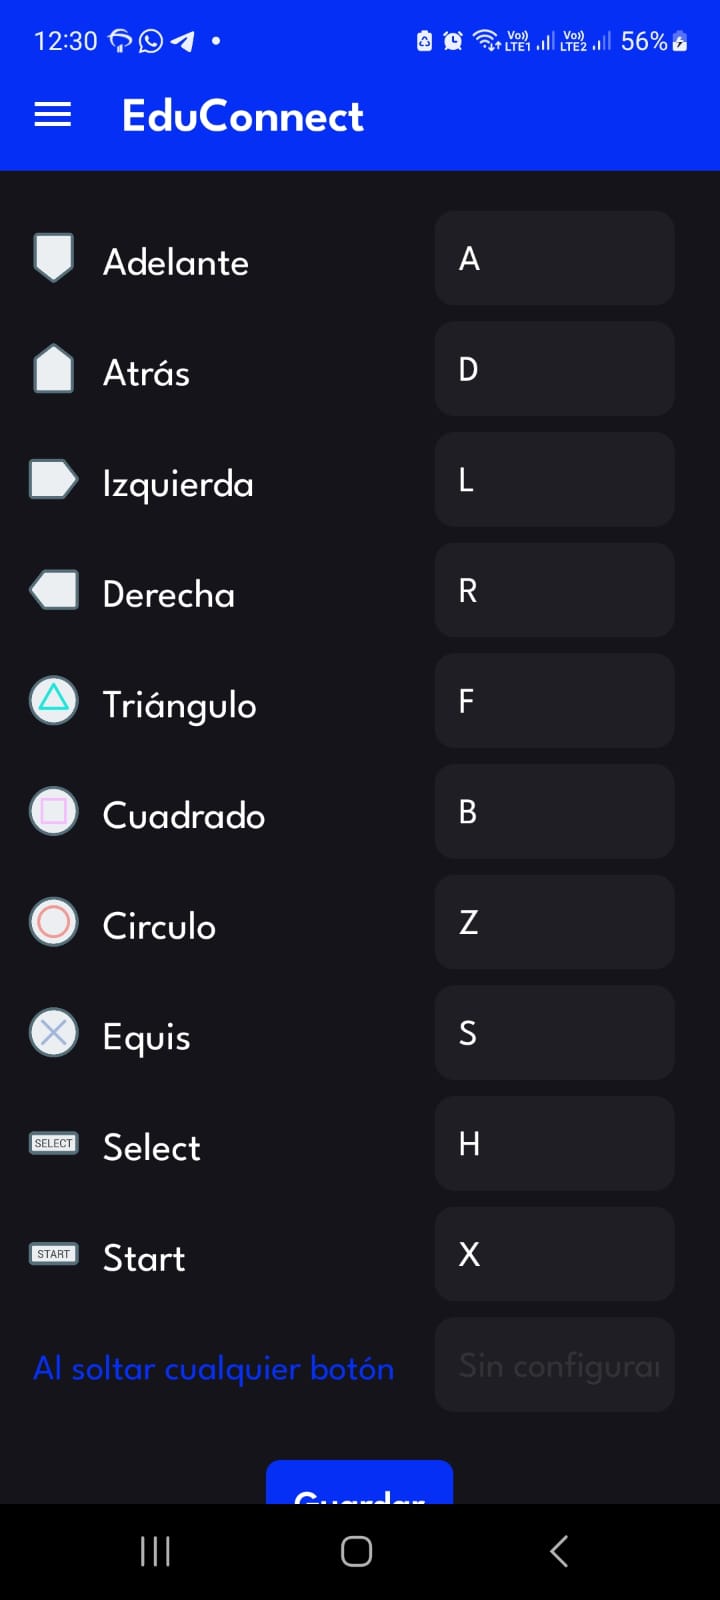 12:30 Vo)) LTE1 Vo)) LTE2 56%
EduConnect
Adelante A
Atrás D
Izquierda L
Derecha R
Triángulo F
Cuadrado B
Circulo Z
Equis S
SELECT Select H
START Start X
Al soltar cualquier botón Sin configurar
Guardar